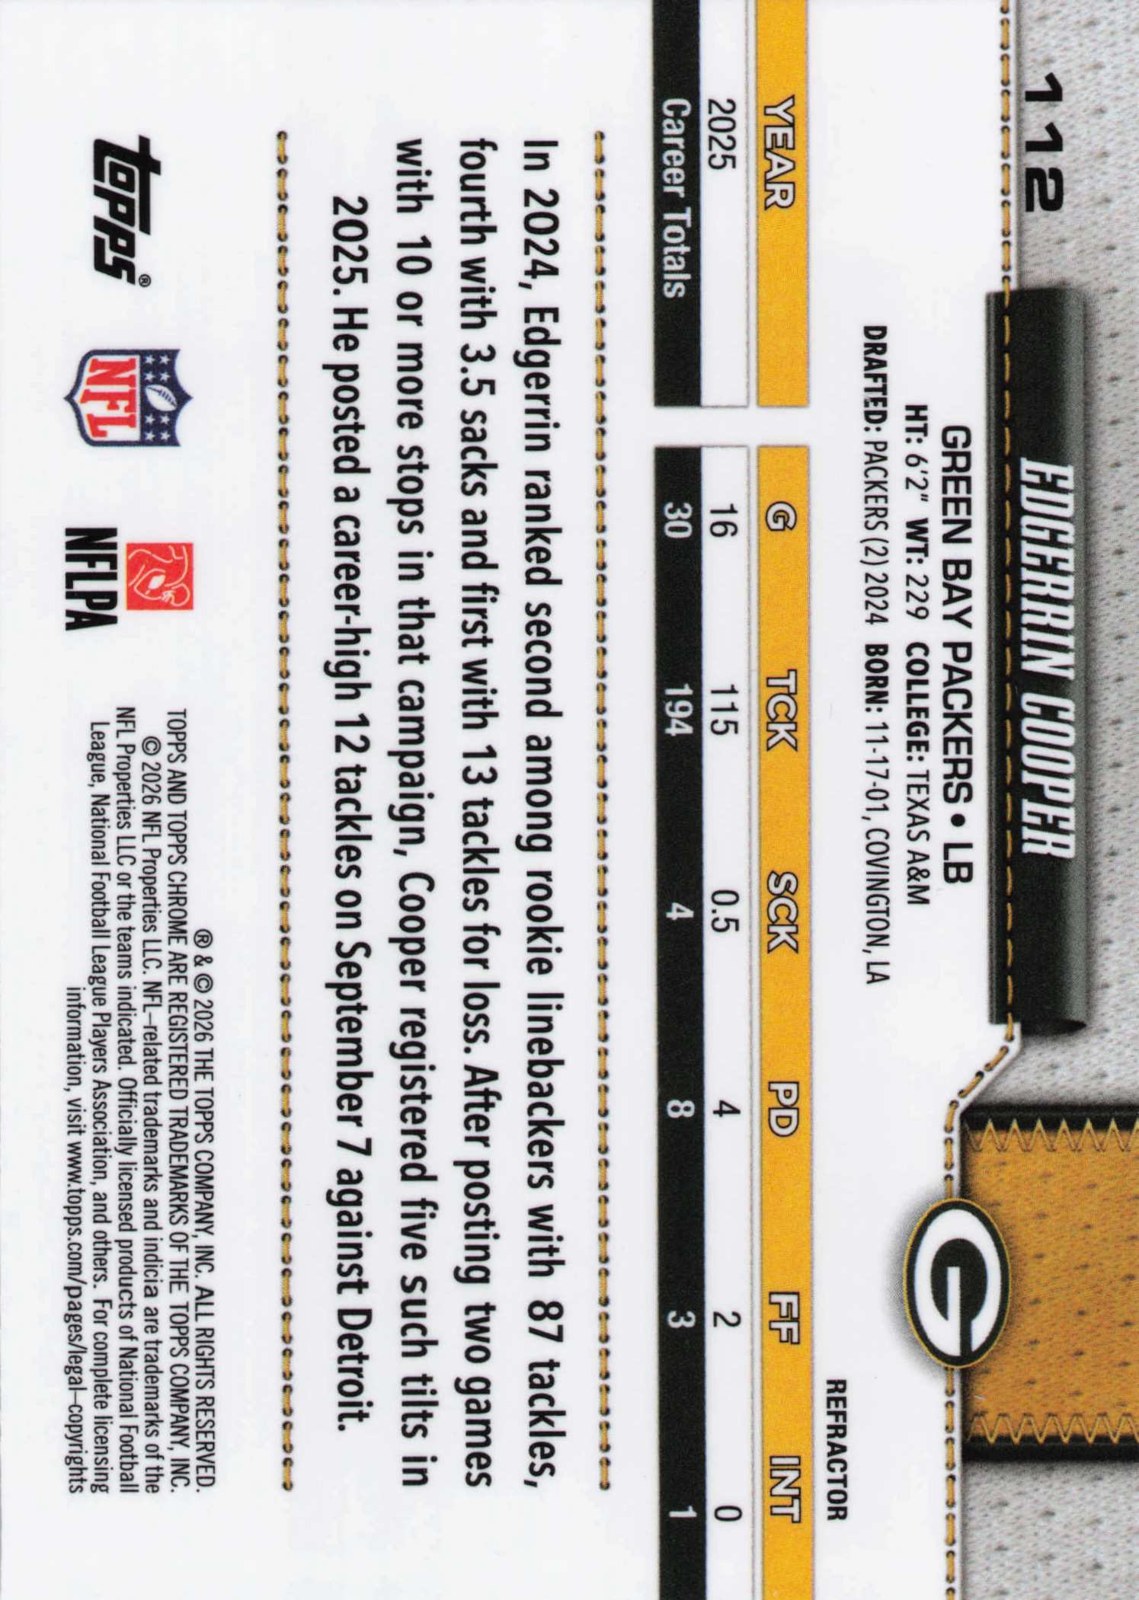 112
EDGERRIN COOPER
GREEN BAY PACKERS • LB
HT: 6'2" WT: 229 COLLEGE: TEXAS A&M
DRAFTED: PACKERS (2) 2024 BORN: 11-17-01, COVINGTON, LA
G
REFRACTOR
YEAR G TCK SCK PD FF INT
2025 16 115 0.5 4 2 0
Career Totals 30 194 4 8 3 1
In 2024, Edgerrin ranked second among rookie linebackers with 87 tackles,
fourth with 3.5 sacks and first with 13 tackles for loss. After posting two games
with 10 or more stops in that campaign, Cooper registered five such tilts in
2025. He posted a career-high 12 tackles on September 7 against Detroit.
topps®
NFL
NFLPA
® & © 2026 THE TOPPS COMPANY, INC. ALL RIGHTS RESERVED.
TOPPS AND TOPPS CHROME ARE REGISTERED TRADEMARKS OF THE TOPPS COMPANY, INC.
© 2026 NFL Properties LLC. NFL-related trademarks and indicia are trademarks of the
NFL Properties LLC or the teams indicated. Officially licensed products of National Football
League, National Football League Players Association, and others. For complete licensing
information, visit www.topps.com/pages/legal-copyrights